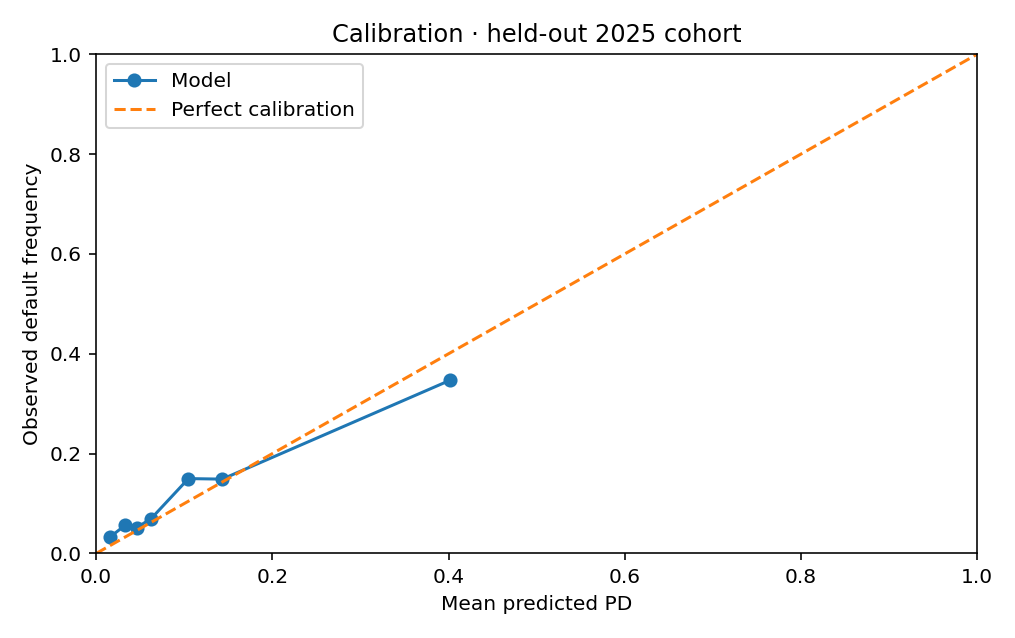 Calibration · held-out 2025 cohort
Model
Perfect calibration
1.0
0.8
0.6
0.4
0.2
0.0
Observed default frequency
0.0 0.2 0.4 0.6 0.8 1.0
Mean predicted PD